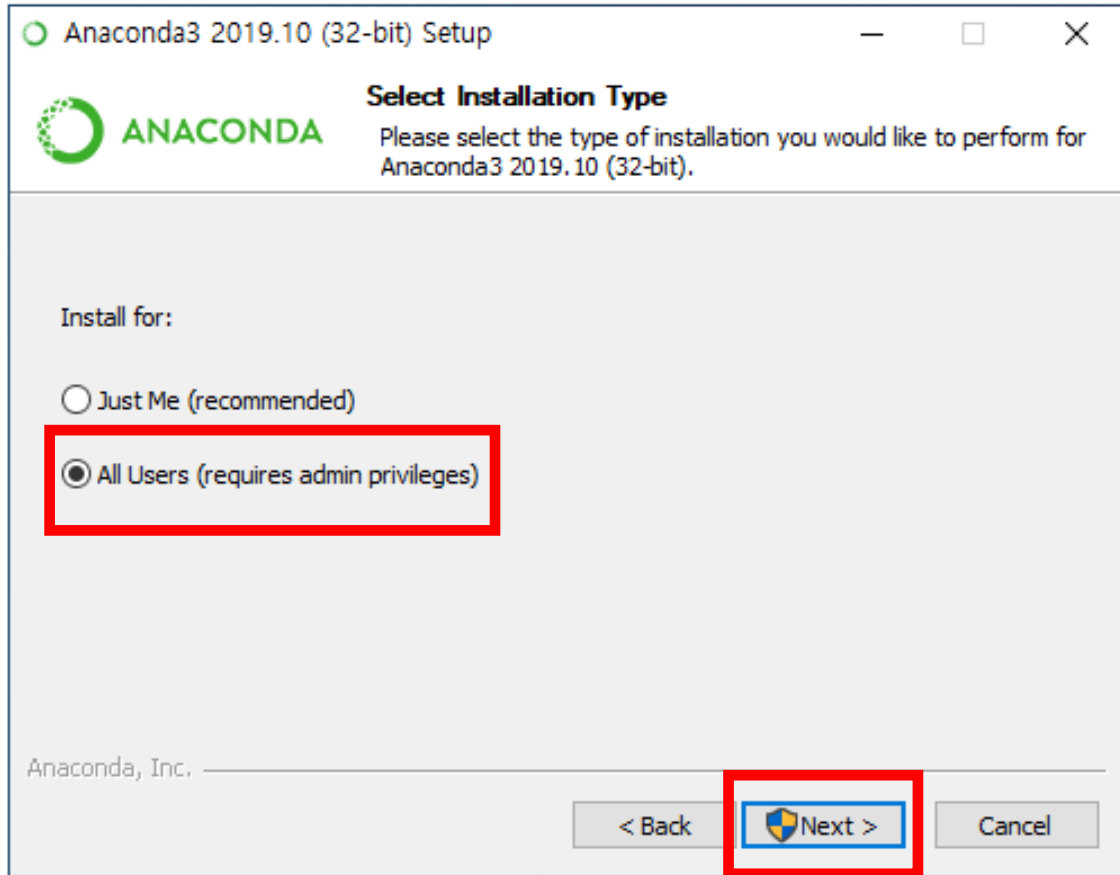 Anaconda3 2019.10 (32-bit) Setup
ANACONDA
Select Installation Type
Please select the type of installation you would like to perform for
Anaconda3 2019.10 (32-bit).
Install for:
Just Me (recommended)
All Users (requires admin privileges)
Anaconda, Inc.
< Back
Next >
Cancel